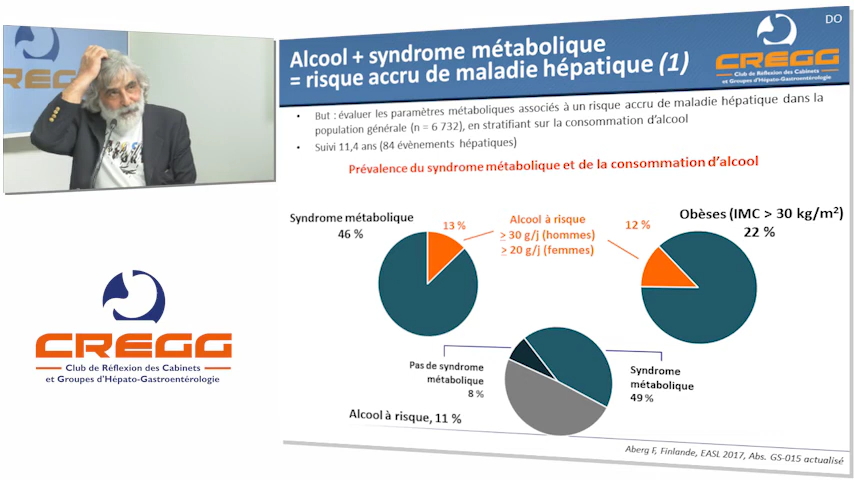 CREGG
DO
Alcool + syndrome métabolique
= risque accru de maladie hépatique (1)
CREGG
Club de Réflexion des Cabinets
et Groupes d'Hépato-Gastroentérologie
• But : évaluer les paramètres métaboliques associés à un risque accru de maladie hépatique dans la
population générale (n = 6 732), en stratifiant sur la consommation d'alcool
• Suivi 11,4 ans (84 évènements hépatiques)
Prévalence du syndrome métabolique et de la consommation d'alcool
Syndrome métabolique
46 %
13 %
Alcool à risque
≥ 30 g/j (hommes)
≥ 20 g/j (femmes)
12 %
Obèses (IMC > 30 kg/m²)
22 %
Pas de syndrome
métabolique
8 %
Syndrome
métabolique
49 %
Alcool à risque, 11 %
Aberg F, Finlande, EASL 2017, Abs. GS-015 actualisé
CREGG
Club de Réflexion des Cabinets
et Groupes d'Hépato-Gastroentérologie